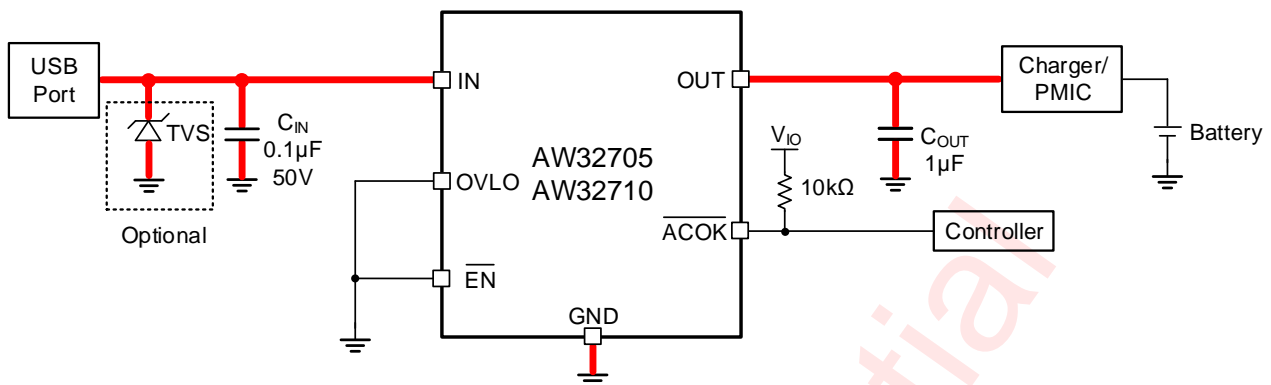 USB
Port
TVS
Optional
CIN
0.1µF
50V
IN
OVLO
EN
GND
AW32705
AW32710
OUT
ACOK
VIO
10kΩ
COUT
1µF
Charger/
PMIC
Battery
Controller
tial